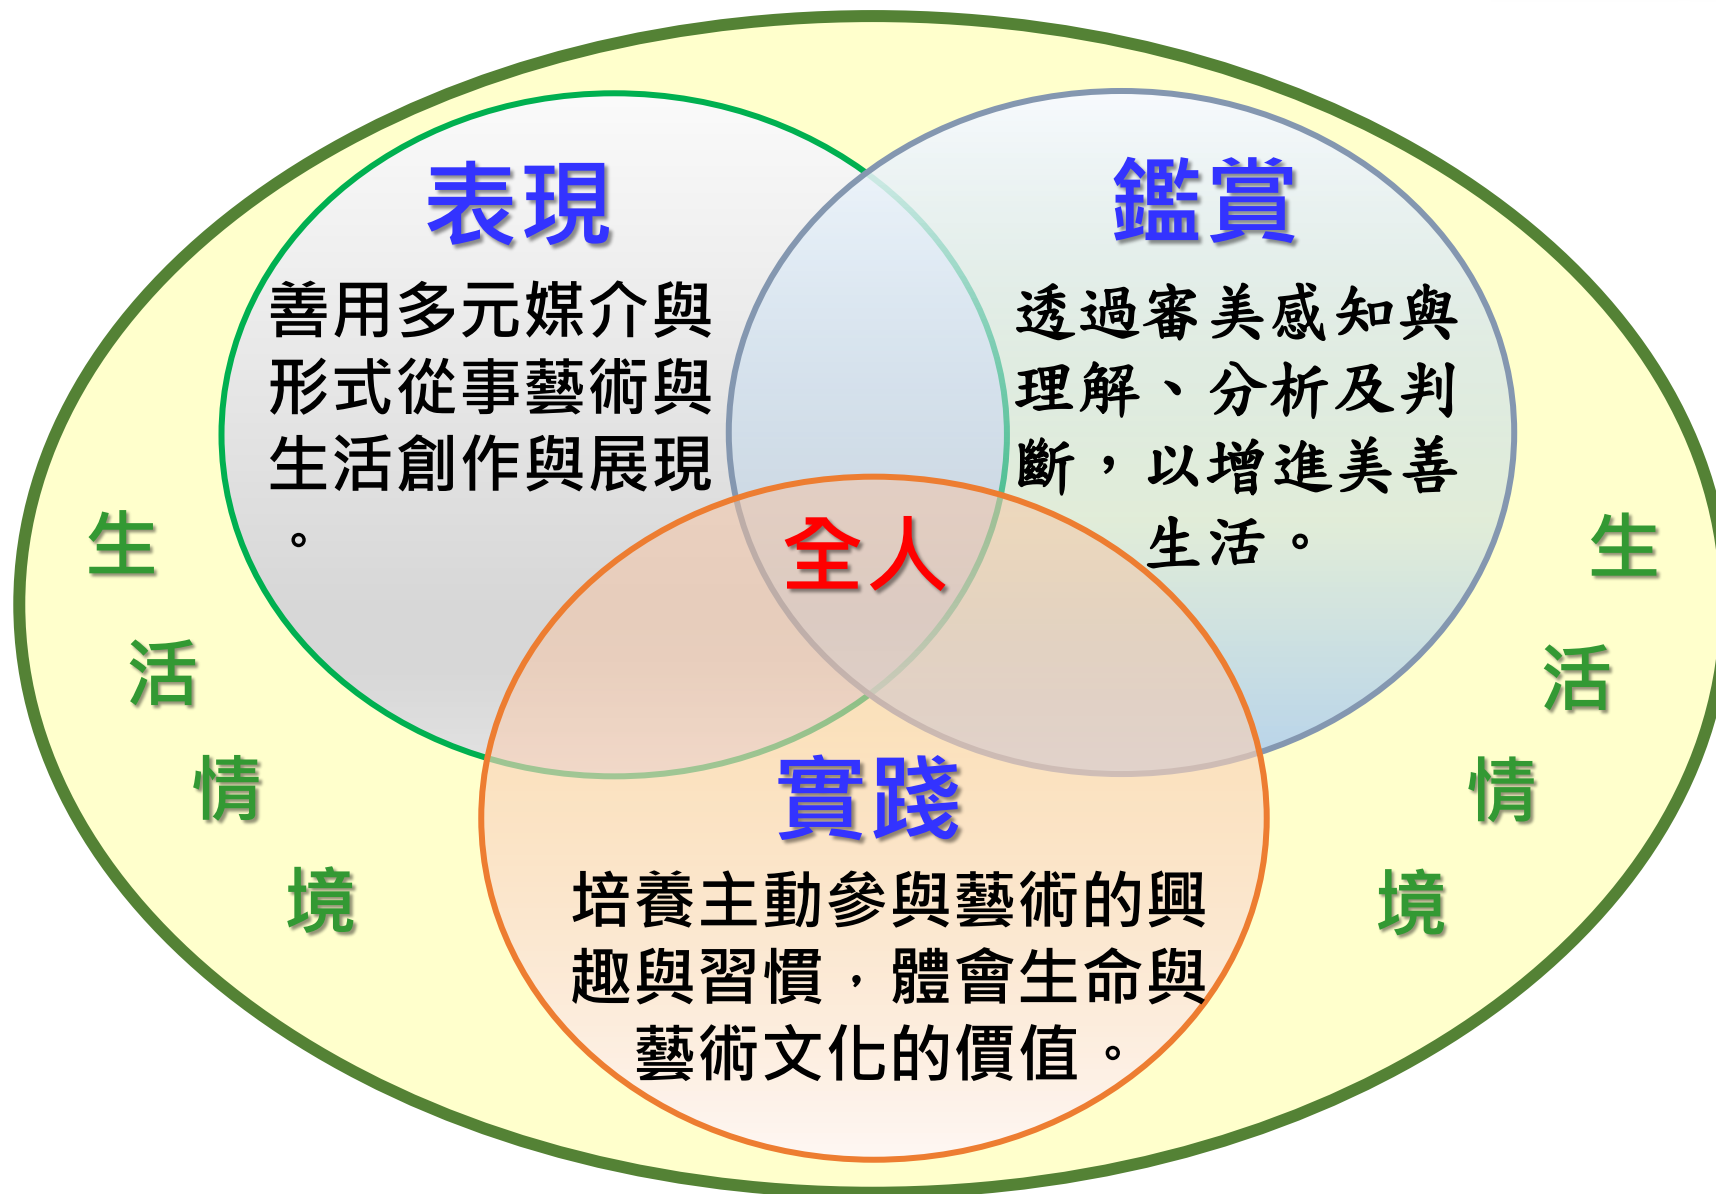 表現
善用多元媒介與
形式從事藝術與
生活創作與展現
。
鑑賞
透過審美感知與
理解、分析及判
斷，以增進美善
生活。
全人
實踐
培養主動參與藝術的興
趣與習慣，體會生命與
藝術文化的價值。
生
活
情
境
生
活
情
境